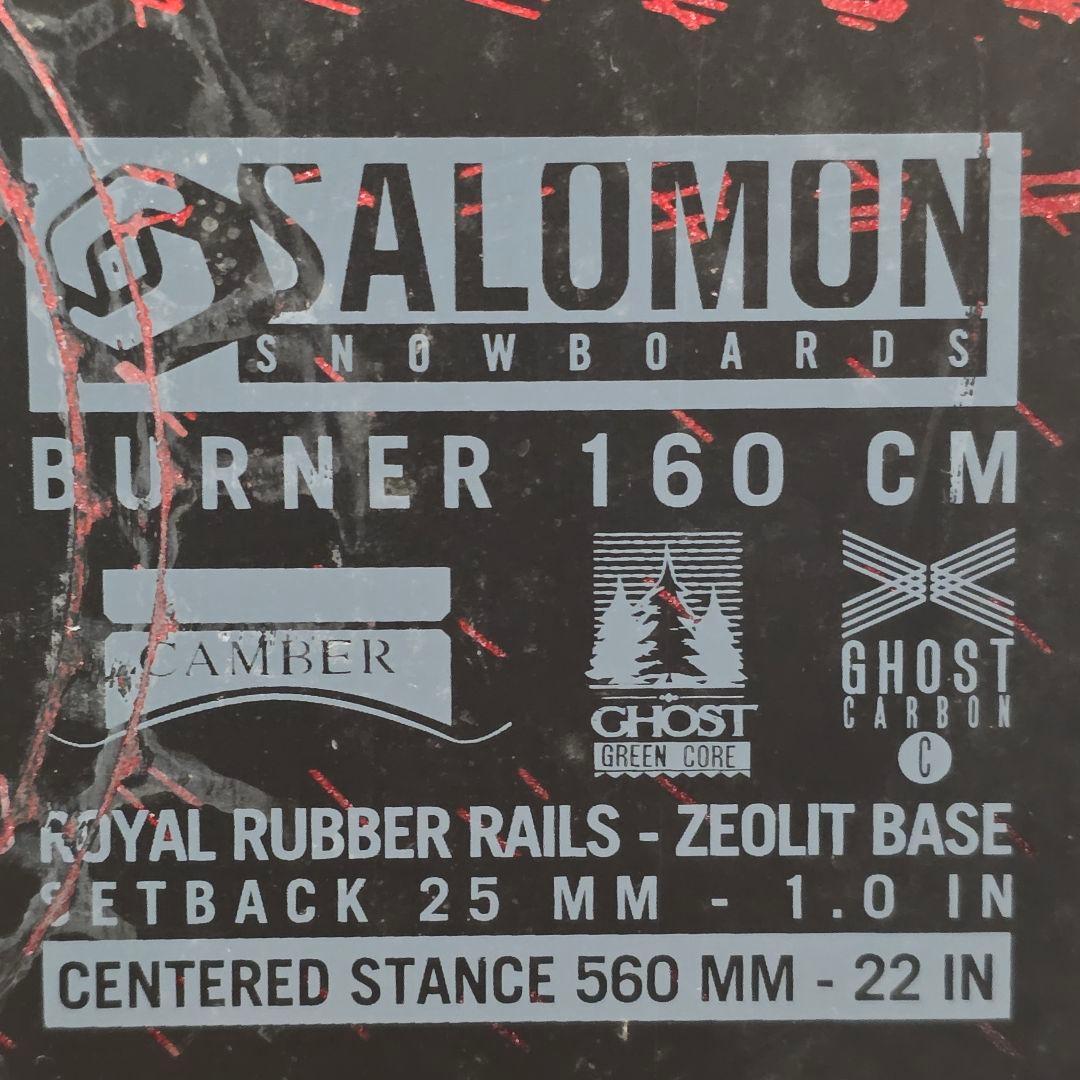 SALOMON
SNOWBOARDS
BURNER 160 CM
CAMBER
GHOST
GREEN CORE
GHOST
CARBON
C
ROYAL RUBBER RAILS - ZEOLIT BASE
SETBACK 25 MM - 1.0 IN
CENTERED STANCE 560 MM - 22 IN